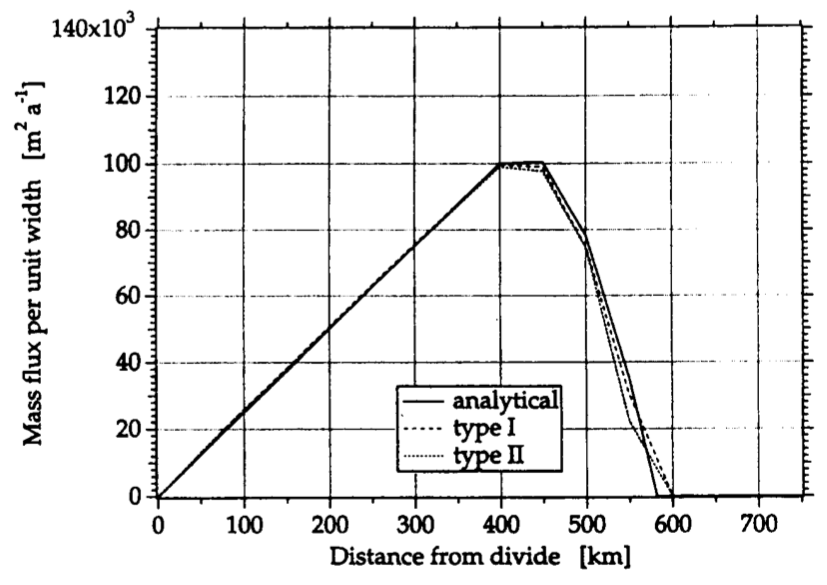 140x10³
120
100
80
60
40
20
0
Mass flux per unit width [m² a⁻¹]
analytical
type I
type II
0 100 200 300 400 500 600 700
Distance from divide [km]